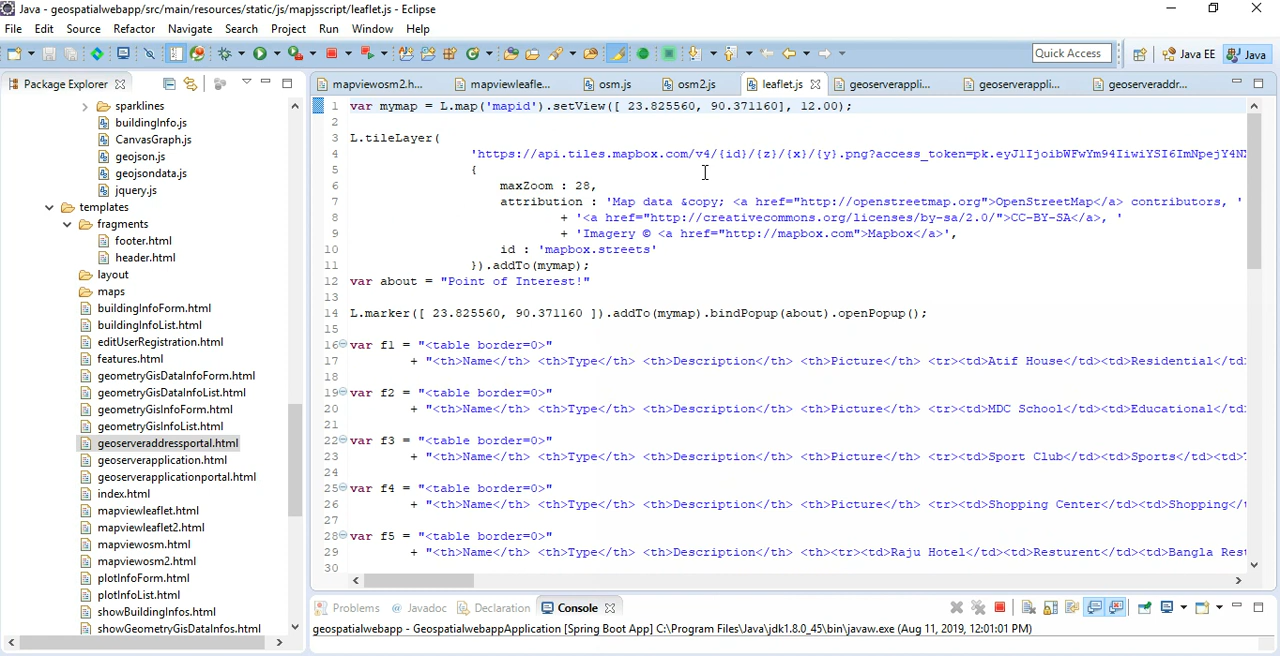 Java - geospatialwebapp/src/main/resources/static/js/mapjsscript/leaflet.js - Eclipse
File Edit Source Refactor Navigate Search Project Run Window Help
Quick Access Java EE Java
Package Explorer
sparklines
buildingInfo.js
CanvasGraph.js
geojson.js
geojsondata.js
jquery.js
templates
fragments
footer.html
header.html
layout
maps
buildingInfoForm.html
buildingInfoList.html
editUserRegistration.html
features.html
geometryGisDataInfoForm.html
geometryGisDataInfoList.html
geometryGisInfoForm.html
geometryGisInfoList.html
geoserveraddressportal.html
geoserverapplication.html
geoserverapplicationportal.html
index.html
mapviewleaflet.html
mapviewleaflet2.html
mapviewosm.html
mapviewosm2.html
plotInfoForm.html
plotInfoList.html
showBuildingInfos.html
showGeometryGisDataInfos.html
mapviewosm2.h... mapviewleafle... osm.js osm2.js leaflet.js geoserverappli... geoserverappli... geoserveraddr...
1 var mymap = L.map('mapid').setView([ 23.825560, 90.371160], 12.00);
2
3 L.tileLayer(
4 'https://api.tiles.mapbox.com/v4/{id}/{z}/{x}/{y}.png?access_token=
5 {
6 maxZoom : 28,
7 attribution : 'Map data &copy; <a href="http://openstreetmap.org">OpenStreetMap</a> contributors, '
8 + '<a href="http://creativecommons.org/licenses/by-sa/2.0/">CC-BY-SA</a>, '
9 + 'Imagery © <a href="http://mapbox.com">Mapbox</a>',
10 id : 'mapbox.streets'
11 }).addTo(mymap);
12 var about = "Point of Interest!"
13
14 L.marker([ 23.825560, 90.371160 ]).addTo(mymap).bindPopup(about).openPopup();
15
16 var f1 = "<table border=0>"
17 + "<th>Name</th> <th>Type</th> <th>Description</th> <th>Picture</th> <tr><td>Atif House</td><td>Residential</td
18
19 var f2 = "<table border=0>"
20 + "<th>Name</th> <th>Type</th> <th>Description</th> <th>Picture</th> <tr><td>MDC School</td><td>Educational</td
21
22 var f3 = "<table border=0>"
23 + "<th>Name</th> <th>Type</th> <th>Description</th> <th>Picture</th> <tr><td>Sport Club</td><td>Sports</td><td>
24
25 var f4 = "<table border=0>"
26 + "<th>Name</th> <th>Type</th> <th>Description</th> <th>Picture</th> <tr><td>Shopping Center</td><td>Shopping</
27
28 var f5 = "<table border=0>"
29 + "<th>Name</th> <th>Type</th> <th>Description</th> <th><tr><td>Raju Hotel</td><td>Resturent</td><td>Bangla Res
30
Problems Javadoc Declaration Console
geospatialwebapp - GeospatialwebappApplication [Spring Boot App] C:\Program Files\Java\jdk1.8.0_45\bin\javaw.exe (Aug 11, 2019, 12:01:01 PM)